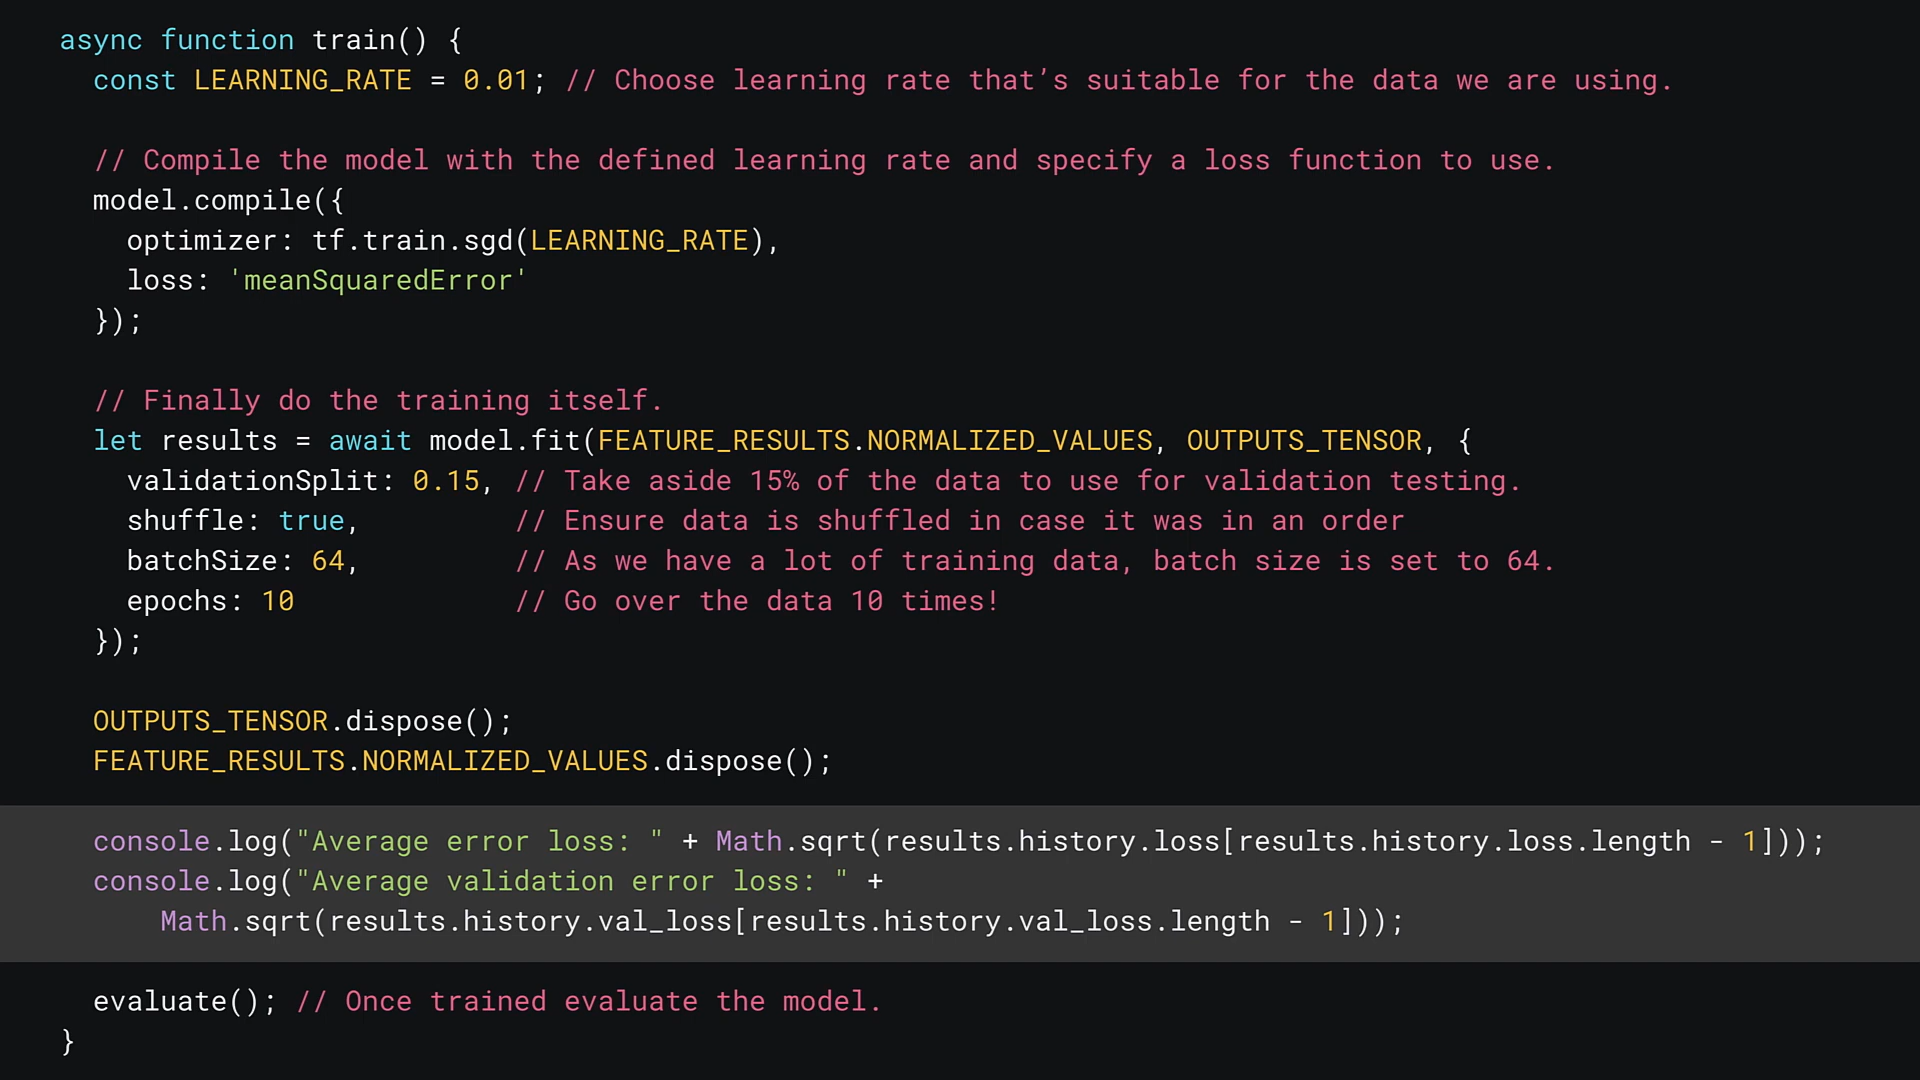 async function train() {
const LEARNING_RATE = 0.01; // Choose learning rate that’s suitable for the data we are using.
// Compile the model with the defined learning rate and specify a loss function to use.
model.compile({
optimizer: tf.train.sgd(LEARNING_RATE),
loss: 'meanSquaredError'
});
// Finally do the training itself.
let results = await model.fit(FEATURE_RESULTS.NORMALIZED_VALUES, OUTPUTS_TENSOR, {
validationSplit: 0.15, // Take aside 15% of the data to use for validation testing.
shuffle: true, // Ensure data is shuffled in case it was in an order
batchSize: 64, // As we have a lot of training data, batch size is set to 64.
epochs: 10 // Go over the data 10 times!
});
OUTPUTS_TENSOR.dispose();
FEATURE_RESULTS.NORMALIZED_VALUES.dispose();
console.log("Average error loss: " + Math.sqrt(results.history.loss[results.history.loss.length - 1]));
console.log("Average validation error loss: " +
Math.sqrt(results.history.val_loss[results.history.val_loss.length - 1]));
evaluate(); // Once trained evaluate the model.
}